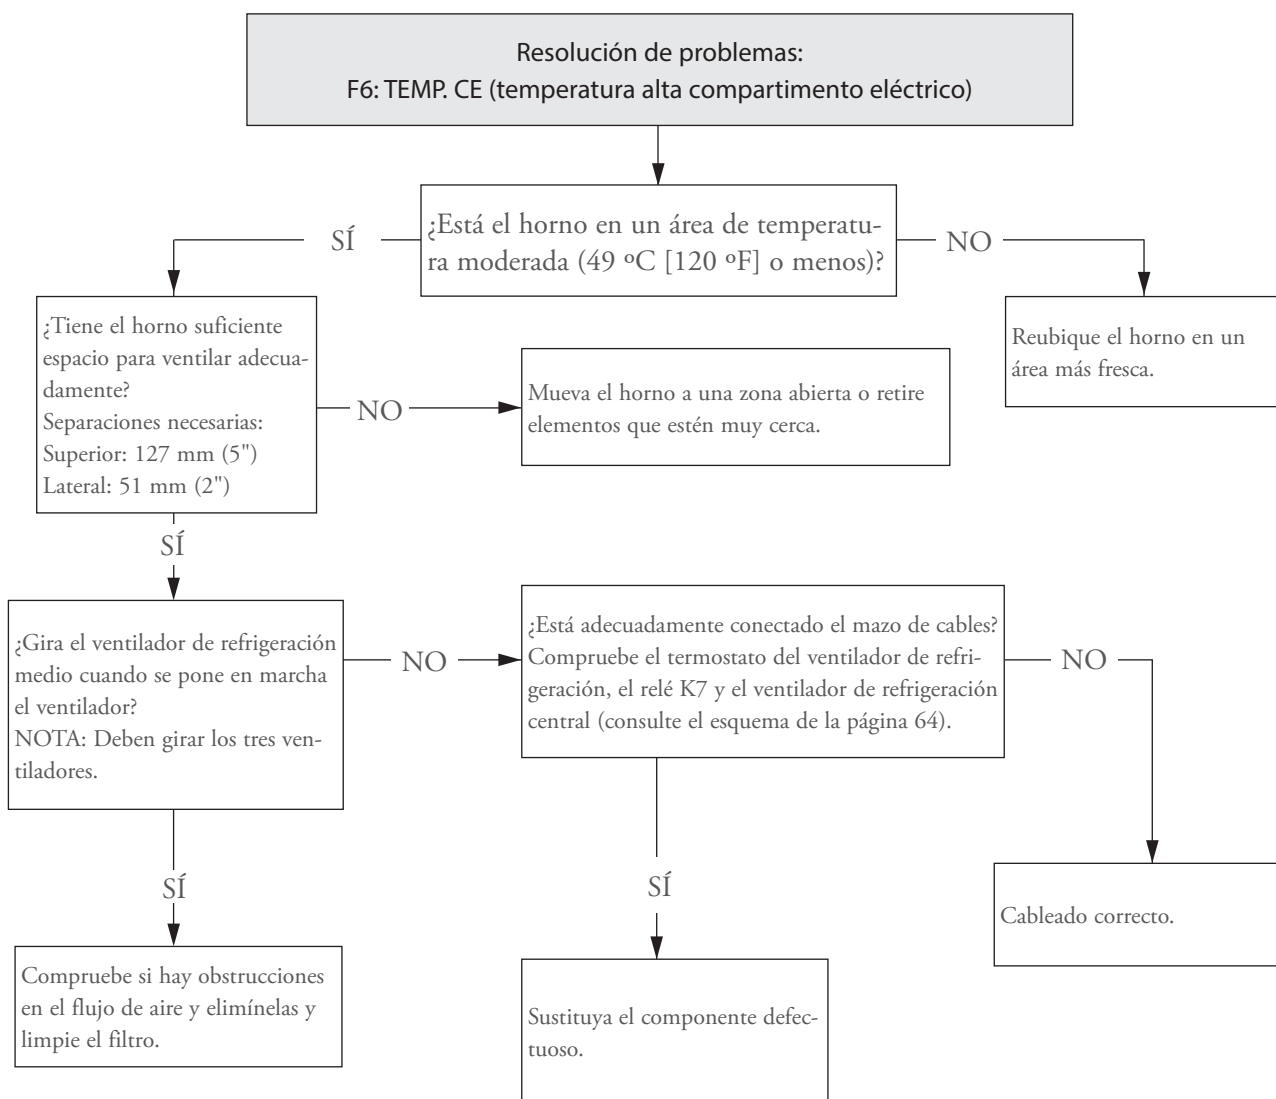 Resolución de problemas:
F6: TEMP. CE (temperatura alta compartimento eléctrico)
¿Está el horno en un área de temperatu-
ra moderada (49 ºC [120 ºF] o menos)?
SÍ
NO
¿Tiene el horno suficiente
espacio para ventilar adecua-
damente?
Separaciones necesarias:
Superior: 127 mm (5")
Lateral: 51 mm (2")
NO
Mueva el horno a una zona abierta o retire
elementos que estén muy cerca.
Reubique el horno en un
área más fresca.
SÍ
¿Gira el ventilador de refrigeración
medio cuando se pone en marcha
el ventilador?
NOTA: Deben girar los tres ven-
tiladores.
NO
¿Está adecuadamente conectado el mazo de cables?
Compruebe el termostato del ventilador de refri-
geración, el relé K7 y el ventilador de refrigeración
central (consulte el esquema de la página 64).
NO
SÍ
SÍ
Cableado correcto.
Compruebe si hay obstrucciones
en el flujo de aire y elimínelas y
limpie el filtro.
Sustituya el componente defec-
tuoso.